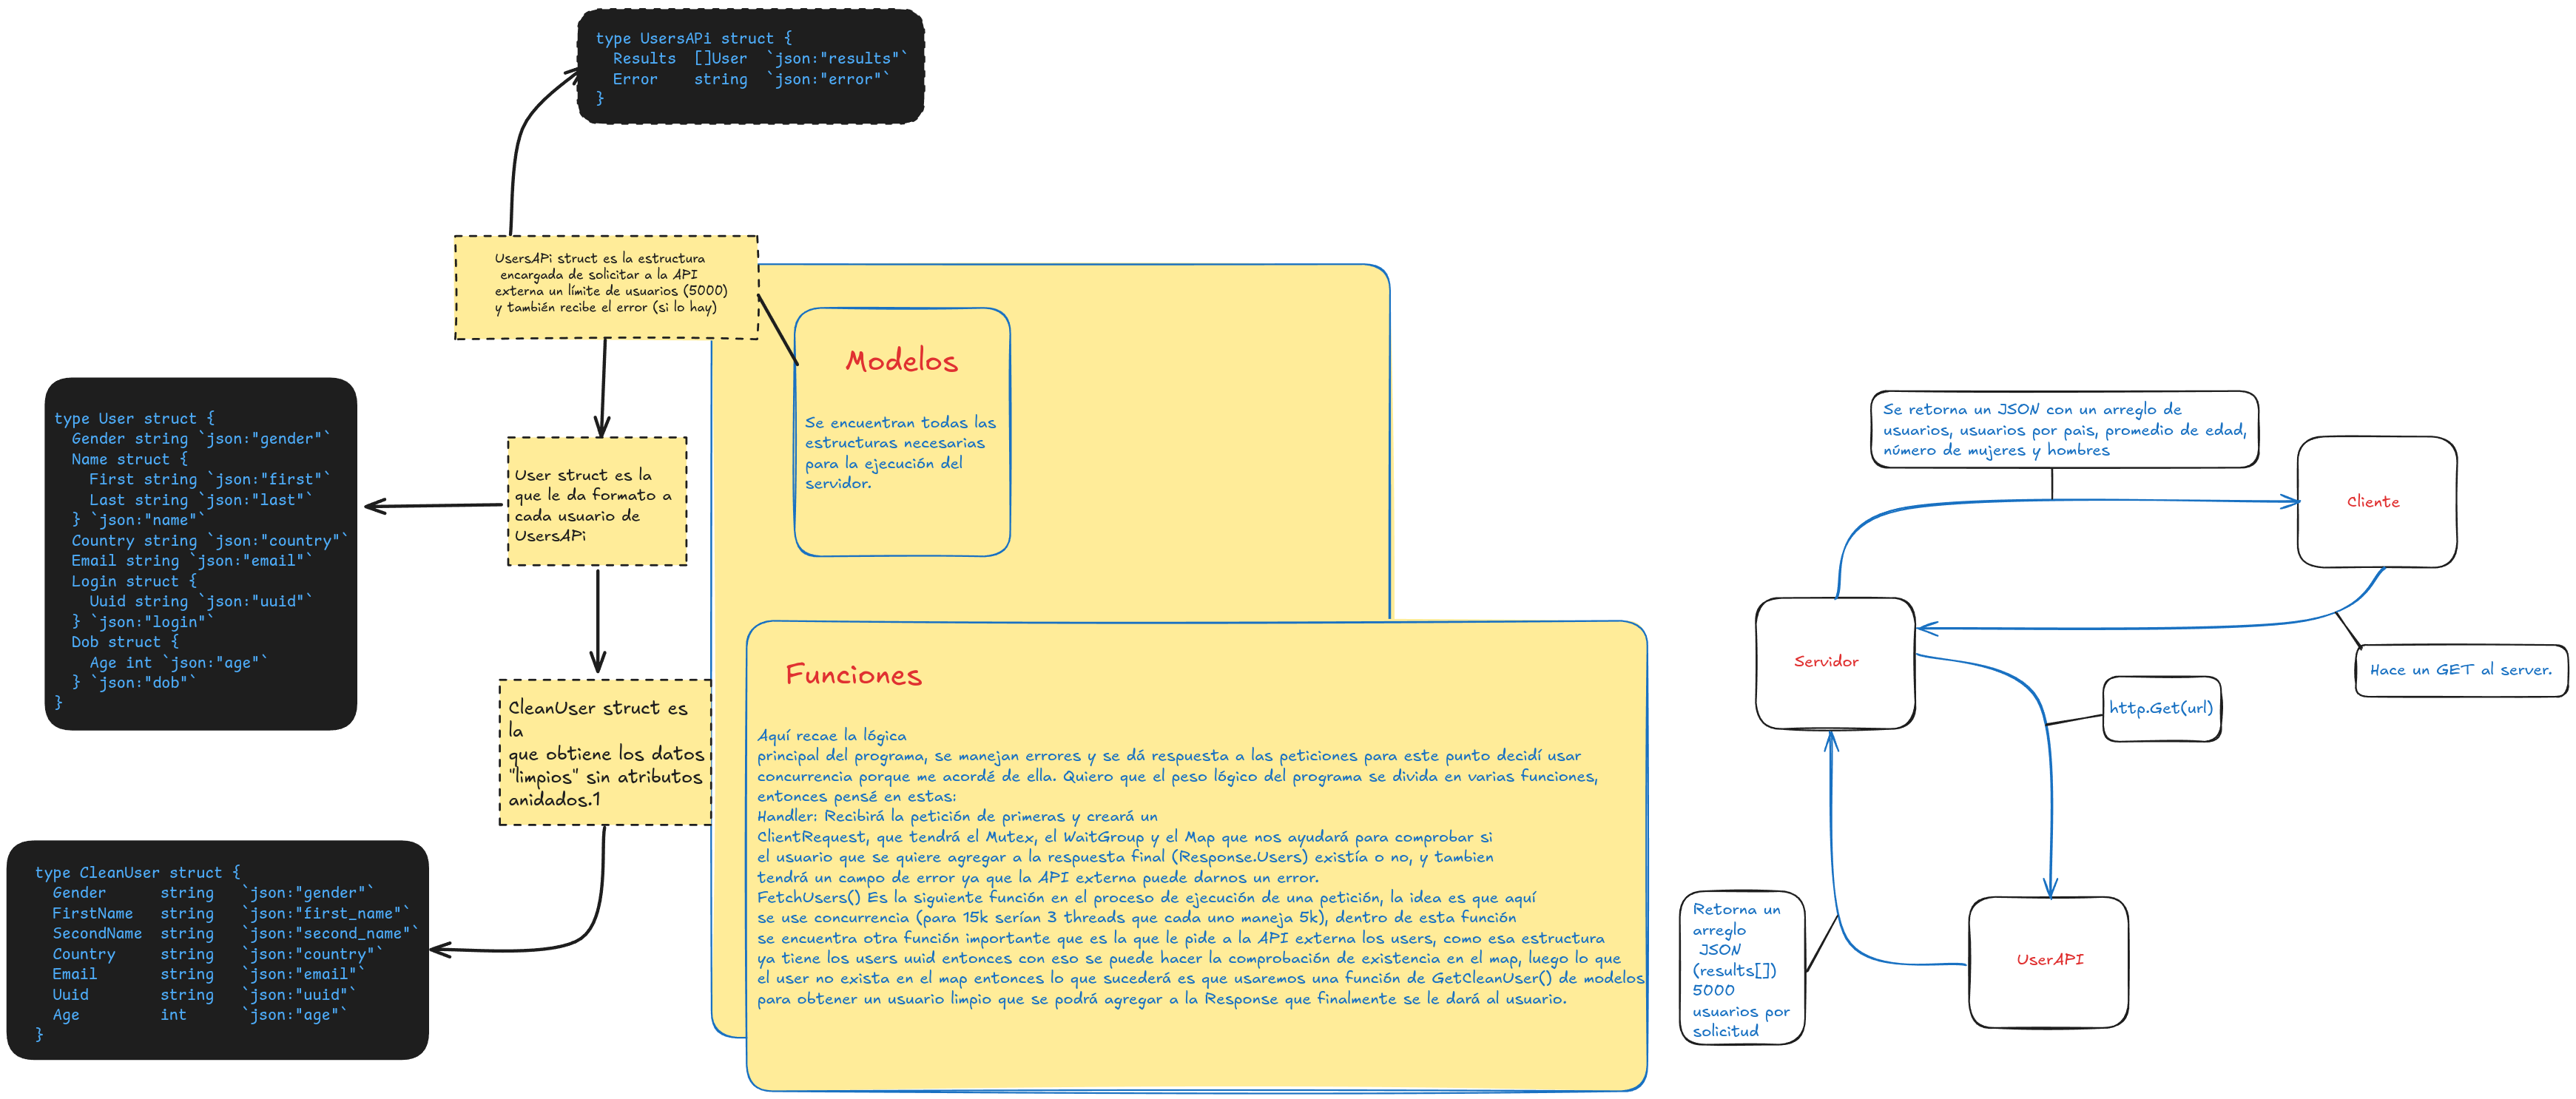 type UsersAPi struct {
Results []User `json:"results"`
Error string `json:"error"`
}
UsersAPi struct es la estructura
encargada de solicitar a la API
externa un límite de usuarios (5000)
y también recibe el error (si lo hay)
type User struct {
Gender string `json:"gender"`
Name struct {
First string `json:"first"`
Last string `json:"last"`
} `json:"name"`
Country string `json:"country"`
Email string `json:"email"`
Login struct {
Uuid string `json:"uuid"`
} `json:"login"`
Dob struct {
Age int `json:"age"`
} `json:"dob"`
}
User struct es la
que le da formato a
cada usuario de
UsersAPi
CleanUser struct es
la
que obtiene los datos
"limpios" sin atributos
anidados.1
type CleanUser struct {
Gender string `json:"gender"`
FirstName string `json:"first_name"`
SecondName string `json:"second_name"`
Country string `json:"country"`
Email string `json:"email"`
Uuid string `json:"uuid"`
Age int `json:"age"`
}
Modelos
Se encuentran todas las
estructuras necesarias
para la ejecución del
servidor.
Funciones
Aquí recae la lógica
principal del programa, se manejan errores y se dá respuesta a las peticiones para este punto decidí usar
concurrencia porque me acordé de ella. Quiero que el peso lógico del programa se divida en varias funciones,
entonces pensé en estas:
Handler: Recibirá la petición de primeras y creará un
ClientRequest, que tendrá el Mutex, el WaitGroup y el Map que nos ayudará para comprobar si
el usuario que se quiere agregar a la respuesta final (Response.Users) existía o no, y tambien
tendrá un campo de error ya que la API externa puede darnos un error.
FetchUsers() Es la siguiente función en el proceso de ejecución de una petición, la idea es que aquí
se use concurrencia (para 15k serían 3 threads que cada uno maneja 5k), dentro de esta función
se encuentra otra función importante que es la que le pide a la API externa los users, como esa estructura
ya tiene los users uuid entonces con eso se puede hacer la comprobación de existencia en el map, luego lo que
el user no exista en el map entonces lo que sucederá es que usaremos una función de GetCleanUser() de modelos
para obtener un usuario limpio que se podrá agregar a la Response que finalmente se le dará al usuario.
Se retorna un JSON con un arreglo de
usuarios, usuarios por pais, promedio de edad,
número de mujeres y hombres
Cliente
Servidor
Hace un GET al server.
http.Get(url)
Retorna un
arreglo
JSON
(results[])
5000
usuarios por
solicitud
UserAPI